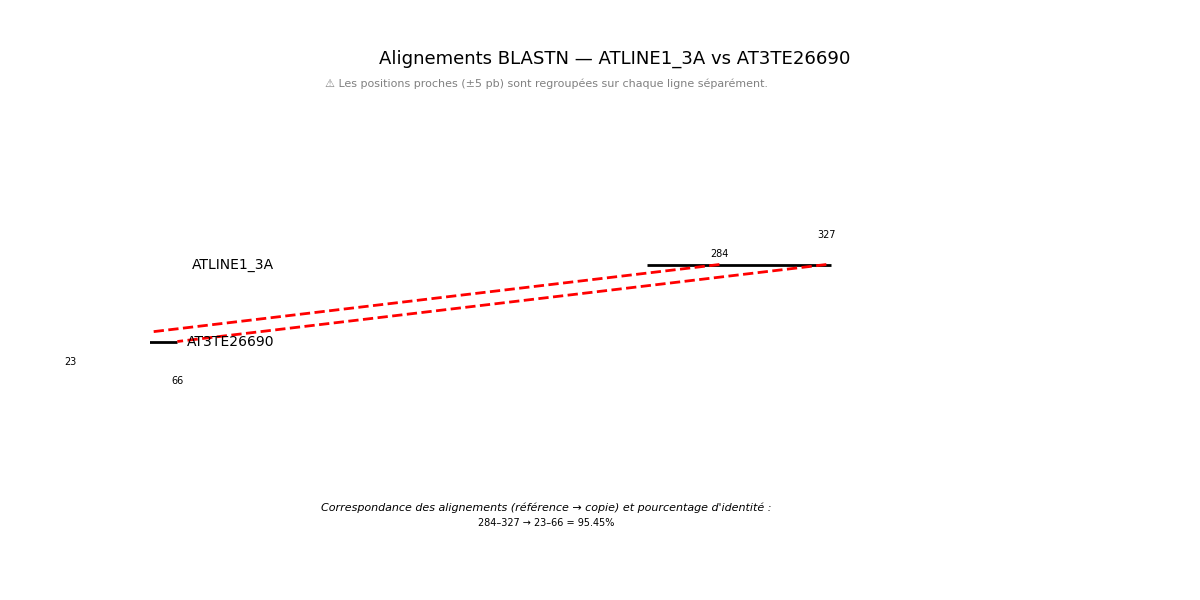 Alignements BLASTN — ATLINE1_3A vs AT3TE26690
⚠ Les positions proches (±5 pb) sont regroupées sur chaque ligne séparément.
327
284
ATLINE1_3A
AT3TE26690
23
66
Correspondance des alignements (référence → copie) et pourcentage d'identité :
284–327 → 23–66 = 95.45%